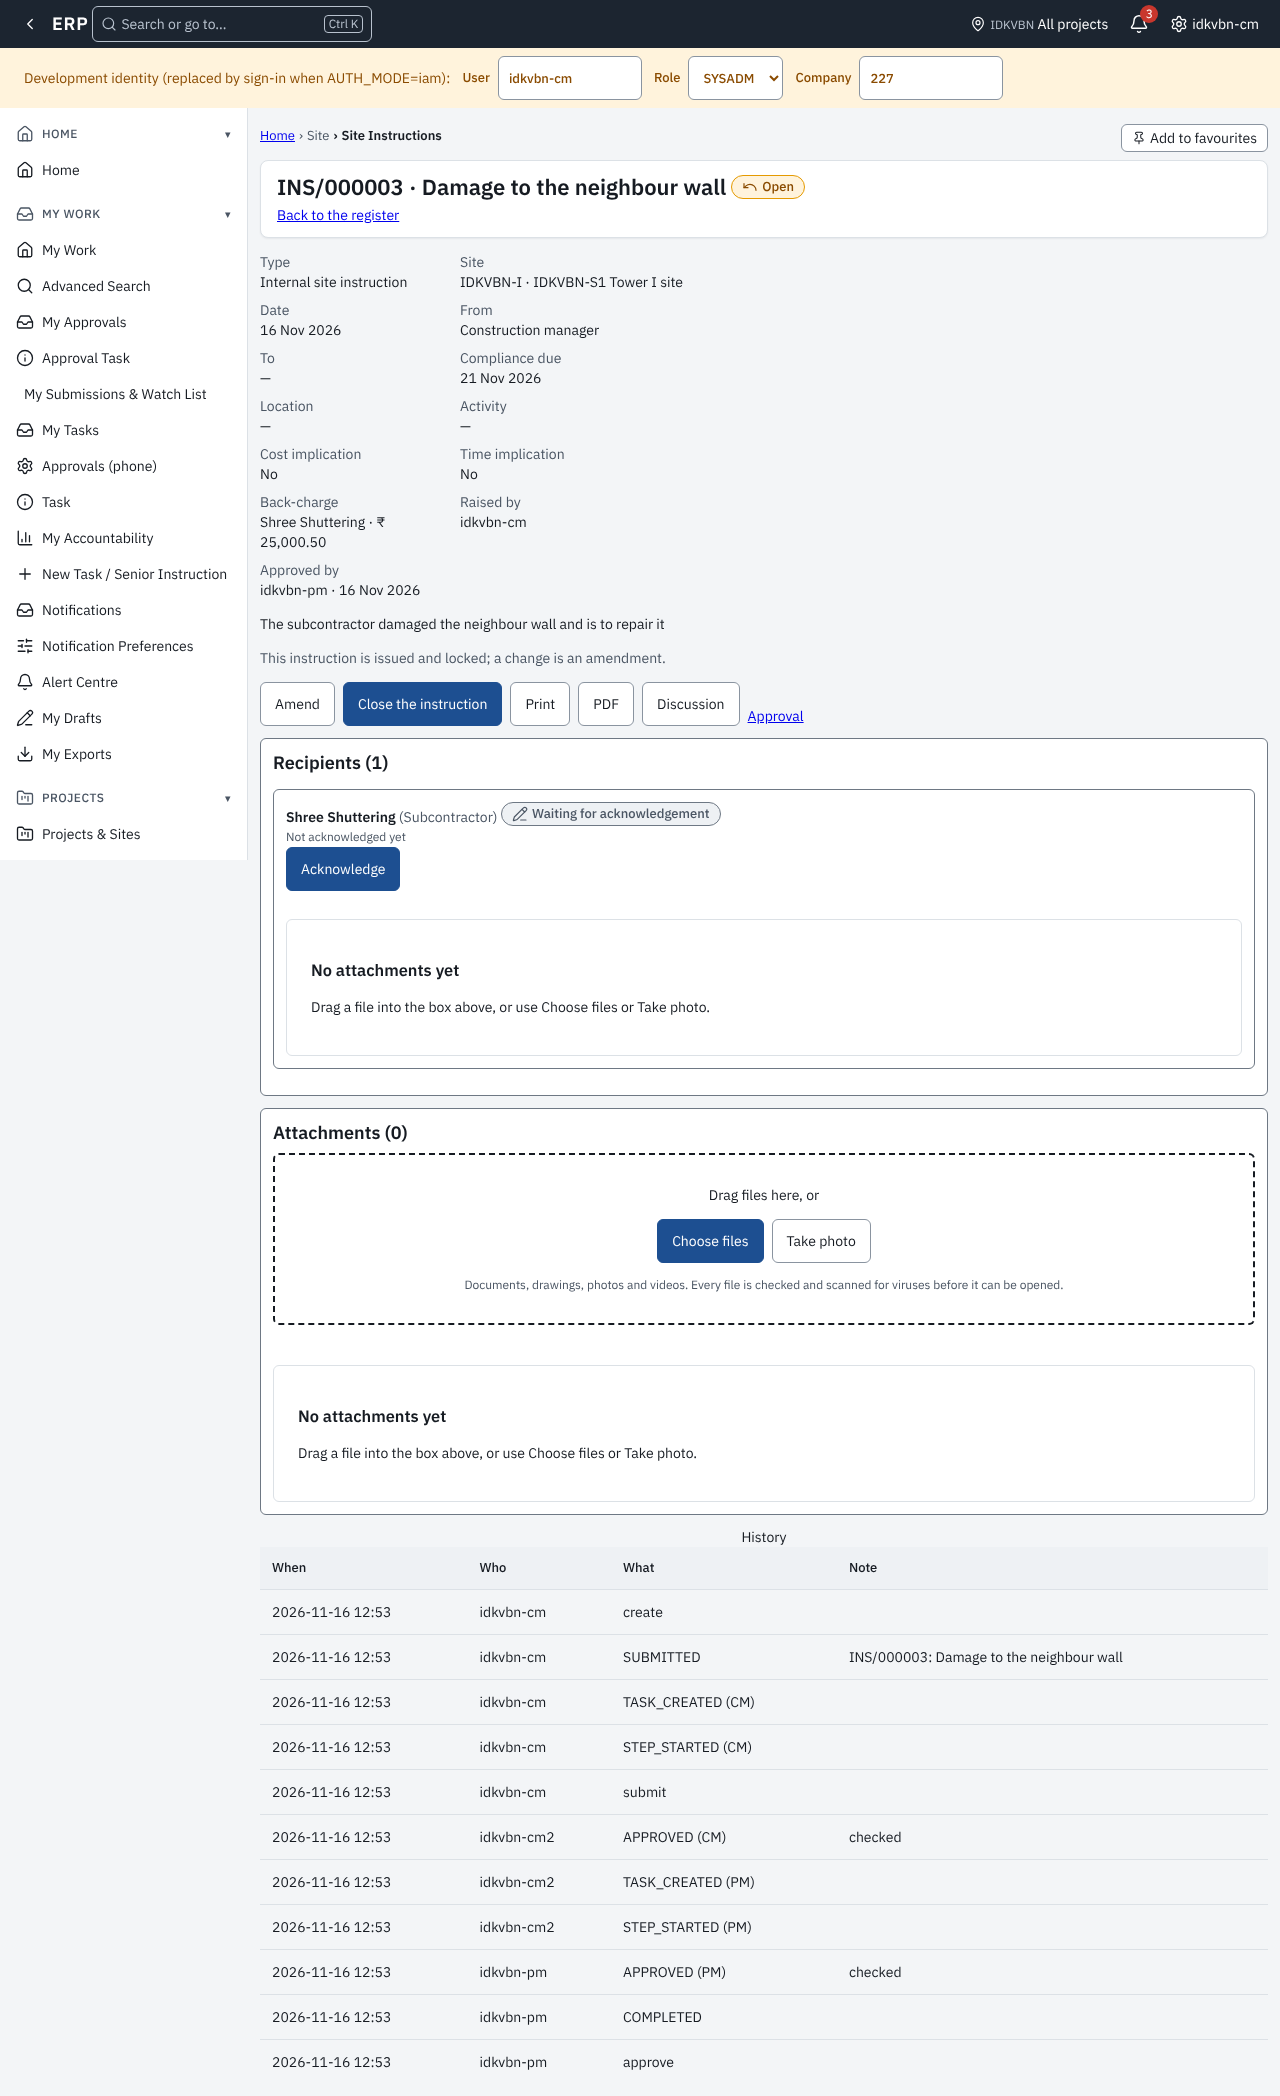 ERP
Search or go to...
Ctrl K
IDKVBN All projects
3
idkvbn-cm
Development identity (replaced by sign-in when AUTH_MODE=iam):
User
idkvbn-cm
Role
SYSADM
Company
227
HOME
Home
MY WORK
My Work
Advanced Search
My Approvals
Approval Task
My Submissions & Watch List
My Tasks
Approvals (phone)
Task
My Accountability
New Task / Senior Instruction
Notifications
Notification Preferences
Alert Centre
My Drafts
My Exports
PROJECTS
Projects & Sites
Home › Site › Site Instructions
Add to favourites
INS/000003 · Damage to the neighbour wall
Open
Back to the register
Type
Internal site instruction
Site
IDKVBN-I · IDKVBN-S1 Tower I site
Date
16 Nov 2026
From
Construction manager
To
—
Compliance due
21 Nov 2026
Location
—
Activity
—
Cost implication
No
Time implication
No
Back-charge
Shree Shuttering · ₹
25,000.50
Raised by
idkvbn-cm
Approved by
idkvbn-pm · 16 Nov 2026
The subcontractor damaged the neighbour wall and is to repair it
This instruction is issued and locked; a change is an amendment.
Amend
Close the instruction
Print
PDF
Discussion
Approval
Recipients (1)
Shree Shuttering (Subcontractor)
Waiting for acknowledgement
Not acknowledged yet
Acknowledge
No attachments yet
Drag a file into the box above, or use Choose files or Take photo.
Attachments (0)
Drag files here, or
Choose files
Take photo
Documents, drawings, photos and videos. Every file is checked and scanned for viruses before it can be opened.
No attachments yet
Drag a file into the box above, or use Choose files or Take photo.
History
When Who What Note
2026-11-16 12:53 idkvbn-cm create
2026-11-16 12:53 idkvbn-cm SUBMITTED INS/000003: Damage to the neighbour wall
2026-11-16 12:53 idkvbn-cm TASK_CREATED (CM)
2026-11-16 12:53 idkvbn-cm STEP_STARTED (CM)
2026-11-16 12:53 idkvbn-cm submit
2026-11-16 12:53 idkvbn-cm2 APPROVED (CM) checked
2026-11-16 12:53 idkvbn-cm2 TASK_CREATED (PM)
2026-11-16 12:53 idkvbn-cm2 STEP_STARTED (PM)
2026-11-16 12:53 idkvbn-pm APPROVED (PM) checked
2026-11-16 12:53 idkvbn-pm COMPLETED
2026-11-16 12:53 idkvbn-pm approve